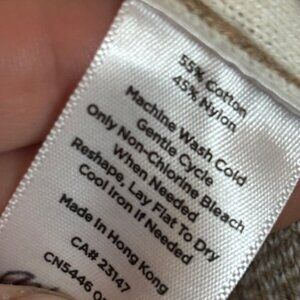 55% Cotton
45% Nylon
Machine Wash Cold
Gentle Cycle
Only Non-Chlorine Bleach
When Needed
Reshape, Lay Flat To Dry
Cool Iron If Needed
Made in Hong Kong
CA# 23147
CN5446